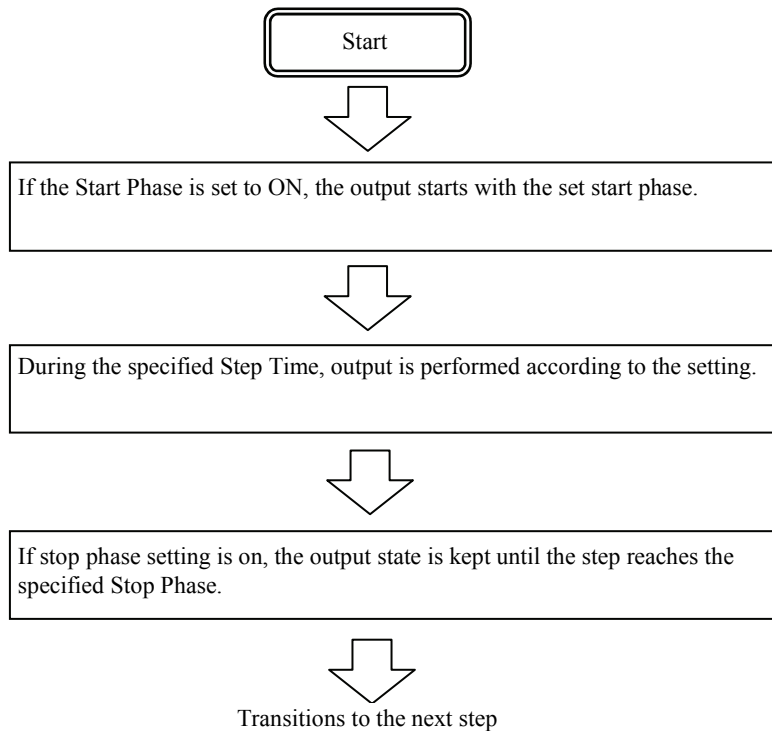 Start
If the Start Phase is set to ON, the output starts with the set start phase.
During the specified Step Time, output is performed according to the setting.
If stop phase setting is on, the output state is kept until the step reaches the
specified Stop Phase.
Transitions to the next step